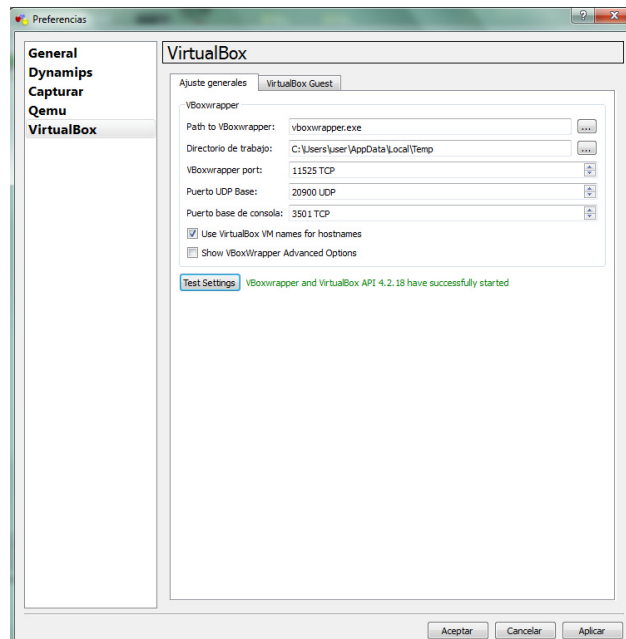 Preferencias
General
Dynamips
Capturar
Qemu
VirtualBox
VirtualBox
Ajuste generales
VirtualBox Guest
VBoxwrapper
Path to VBoxwrapper: vboxwrapper.exe ...
Directorio de trabajo: C:\Users\user\AppData\Local\Temp ...
VBoxwrapper port: 11525 TCP
Puerto UDP Base: 20900 UDP
Puerto base de consola: 3501 TCP
Use VirtualBox VM names for hostnames
Show VBoxWrapper Advanced Options
Test Settings VBoxwrapper and VirtualBox API 4.2.18 have successfully started
Aceptar Cancelar Aplicar